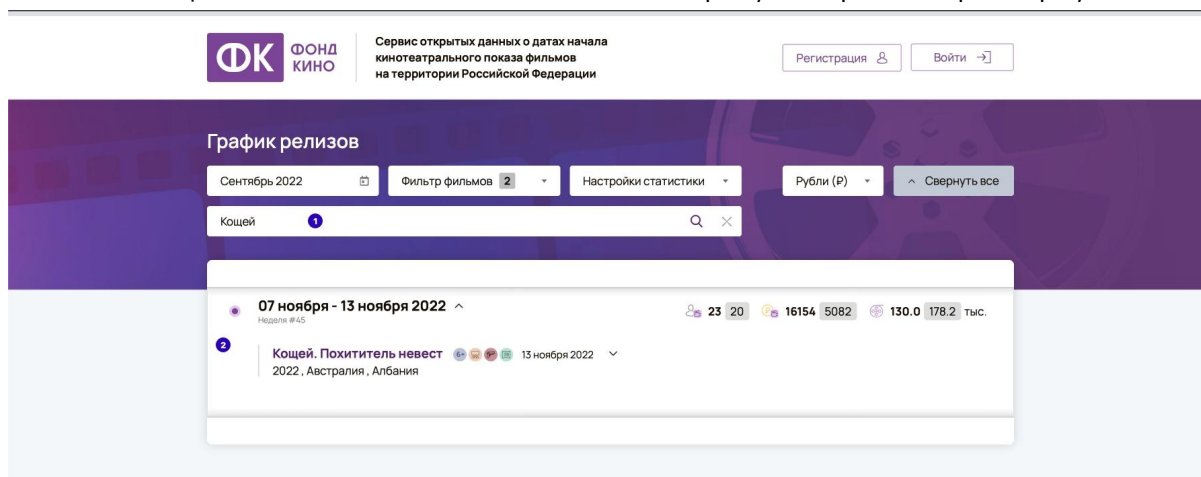 ФК ФОНД КИНО
Сервис открытых данных о датах начала
кинотеатрального показа фильмов
на территории Российской Федерации
Регистрация
Войти
График релизов
Сентябрь 2022
Фильтр фильмов 2
Настройки статистики
Рубли (₽)
Свернуть все
Кощей 1
07 ноября - 13 ноября 2022
23 20 16154 5082 130.0 178.2 тыс.
Неделя #45
2
Кощей. Похититель невест 6+ 13 ноября 2022
2022 , Австралия , Албания